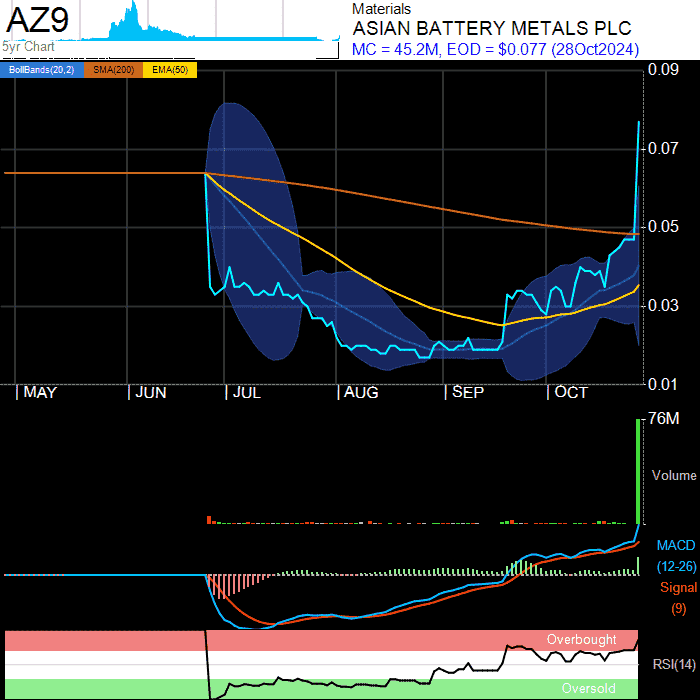 AZ9
5yr Chart
Materials
ASIAN BATTERY METALS PLC
MC = 45.2M, EOD = $0.077 (28Oct2024)
BollBands(20,2) SMA(200) EMA(50)
0.09
0.07
0.05
0.03
0.01
MAY JUN JUL AUG SEP OCT
76M
Volume
MACD
(12-26)
Signal
(9)
Overbought
RSI(14)
Oversold